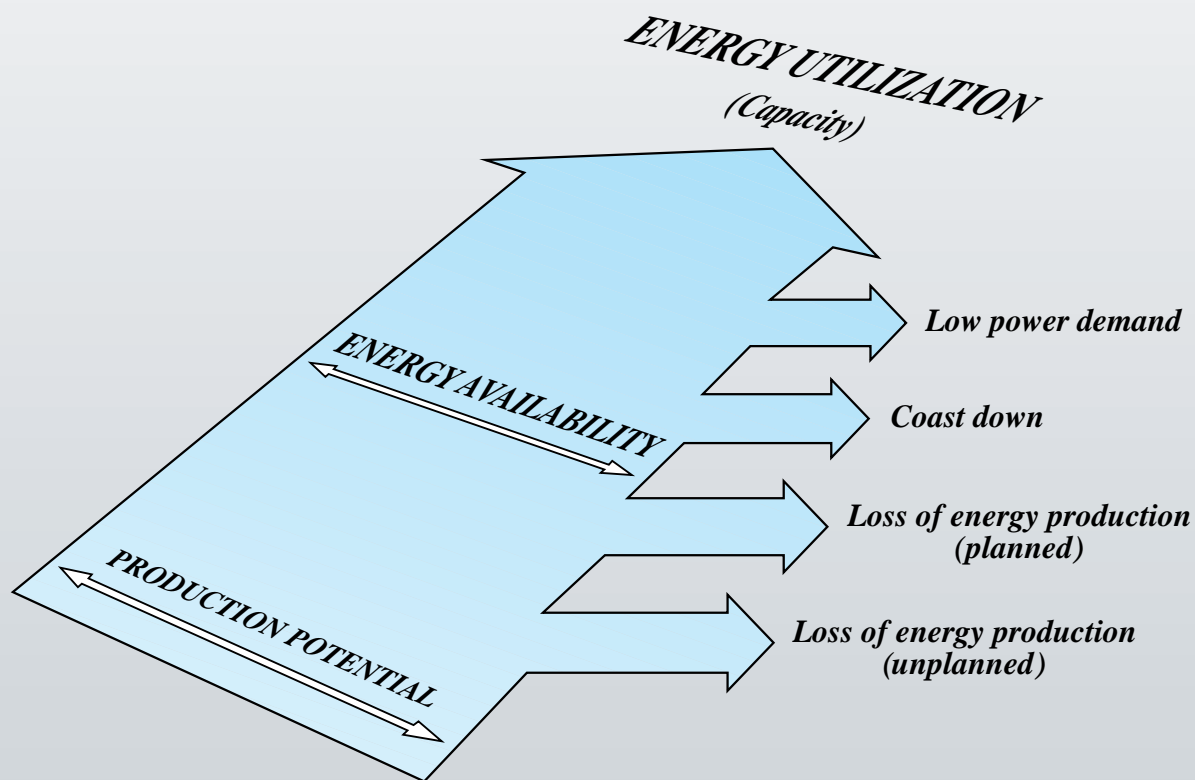 ENERGY UTILIZATION
(Capacity)
Low power demand
ENERGY AVAILABILITY
Coast down
Loss of energy production
(planned)
PRODUCTION POTENTIAL
Loss of energy production
(unplanned)